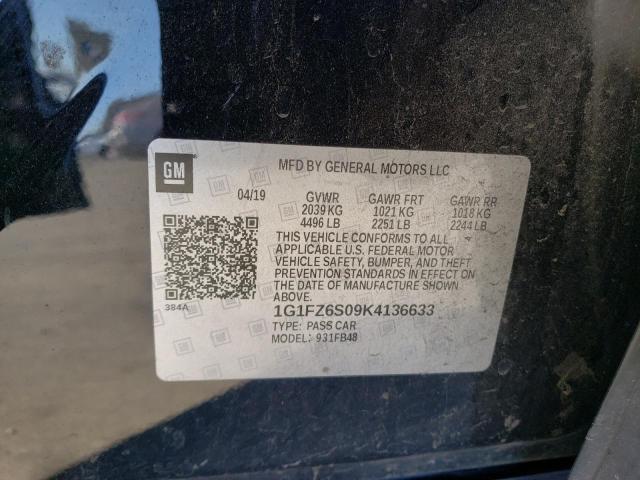 GM
MFD BY GENERAL MOTORS LLC
04/19 GVWR GAWR FRT GAWR RR
2039 KG 1021 KG 1018 KG
4496 LB 2251 LB 2244 LB
THIS VEHICLE CONFORMS TO ALL
APPLICABLE U.S. FEDERAL MOTOR
VEHICLE SAFETY, BUMPER, AND THEFT
PREVENTION STANDARDS IN EFFECT ON
THE DATE OF MANUFACTURE SHOWN
ABOVE.
384A
1G1FZ6S09K4136633
TYPE: PASS CAR
MODEL: 931FB48